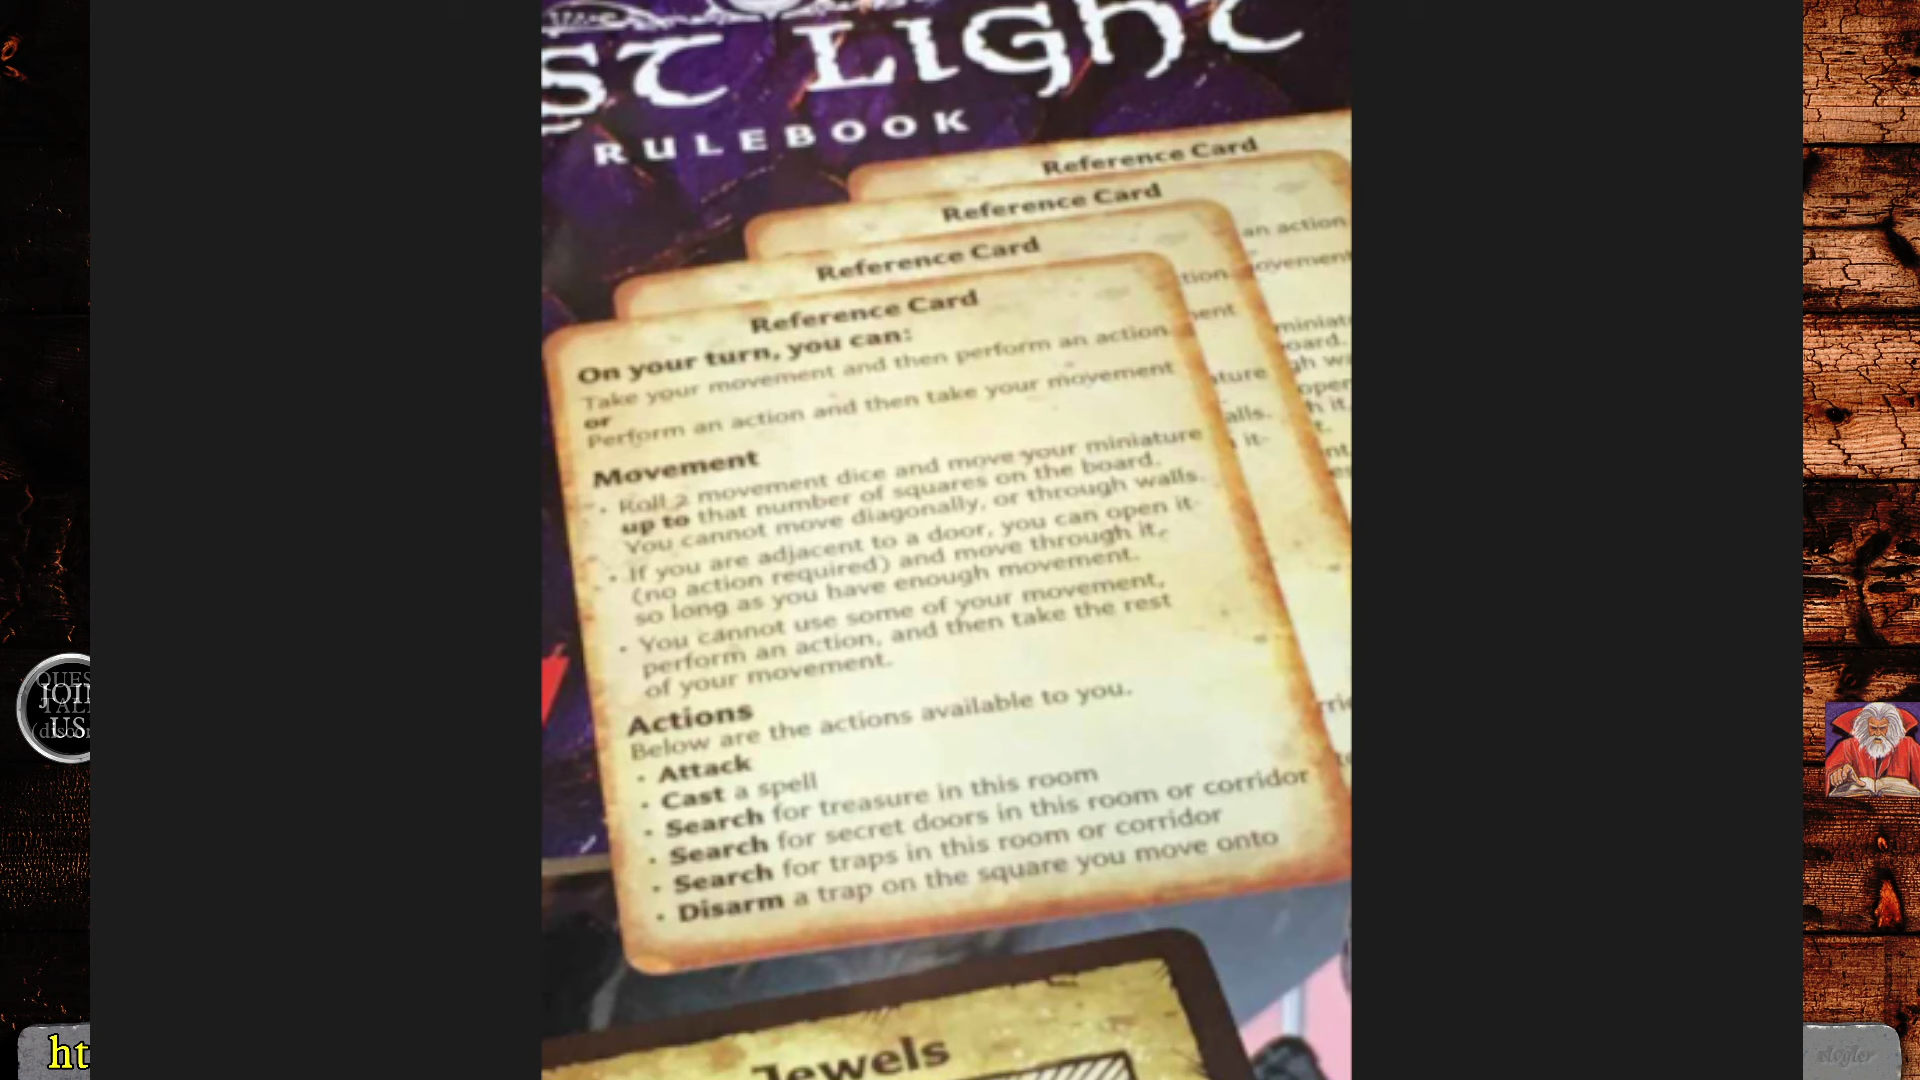 ST LIGHT
RULEBOOK
Reference Card
Reference Card
an action
Reference Card
Reference Card
On your turn, you can:
Take your movement and then perform an action
or
Perform an action and then take your movement
Movement
• Roll 2 movement dice and move your miniature
up to that number of squares on the board.
You cannot move diagonally, or through walls.
• If you are adjacent to a door, you can open it
(no action required) and move through it,
so long as you have enough movement.
• You cannot use some of your movement,
perform an action, and then take the rest
of your movement.
Actions
Below are the actions available to you.
• Attack
• Cast a spell
• Search for treasure in this room
• Search for secret doors in this room or corridor
• Search for traps in this room or corridor
• Disarm a trap on the square you move onto
Jewels
JOIN
US
ht